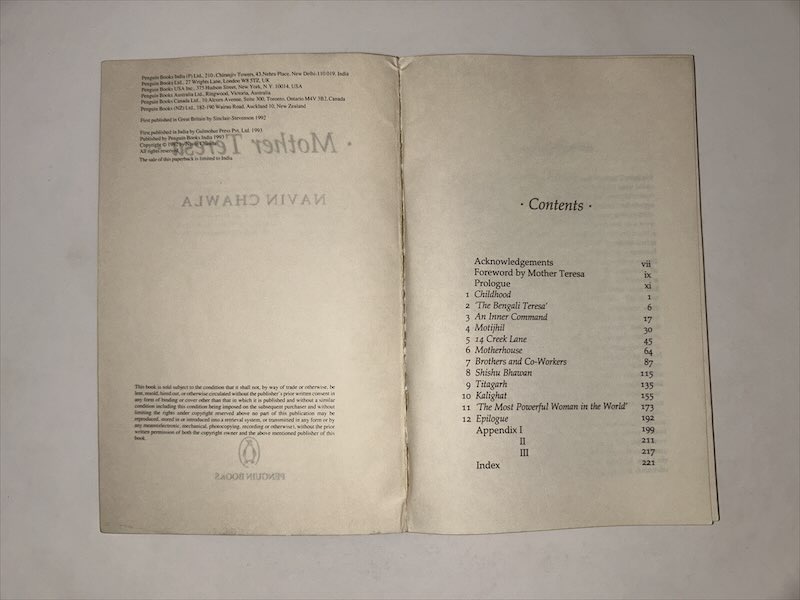 Penguin Books India (P) Ltd., 210, Chiranjiv Towers, 43, Nehru Place, New Delhi-110 019, India
Penguin Books Ltd., 27 Wrights Lane, London W8 5TZ, UK
Penguin Books USA Inc., 375 Hudson Street, New York, N.Y. 10014, USA
Penguin Books Australia Ltd., Ringwood, Victoria, Australia
Penguin Books Canada Ltd., 10 Alcorn Avenue, Suite 300, Toronto, Ontario M4V 3B2, Canada
Penguin Books (NZ) Ltd., 182-190 Wairau Road, Auckland 10, New Zealand
First published in Great Britain by Sinclair-Stevenson 1992
First published in India by Gulmohur Press Pvt. Ltd. 1993
Published by Penguin Books India 1993
Copyright © Navin Chawla
All rights reserved.
The sale of this paperback is limited to India
· Mother Teresa
NAVIN CHAWLA
This book is sold subject to the condition that it shall not, by way of trade or otherwise, be
lent, resold, hired out, or otherwise circulated without the publisher's prior written consent in
any form of binding or cover other than that in which it is published and without a similar
condition including this condition being imposed on the subsequent purchaser and without
limiting the rights under copyright reserved above no part of this publication may be
reproduced, stored in or introduced into a retrieval system, or transmitted in any form or by
any means(electronic, mechanical, photocopying, recording or otherwise), without the prior
written permission of both the copyright owner and the above mentioned publisher of this
book.
PENGUIN BOOKS
· Contents ·
Acknowledgements vii
Foreword by Mother Teresa ix
Prologue xi
1 Childhood 1
2 'The Bengali Teresa' 6
3 An Inner Command 17
4 Motijhil 30
5 14 Creek Lane 45
6 Motherhouse 64
7 Brothers and Co-Workers 87
8 Shishu Bhawan 115
9 Titagarh 135
10 Kalighat 155
11 'The Most Powerful Woman in the World' 173
12 Epilogue 192
Appendix I 199
II 211
III 217
Index 221